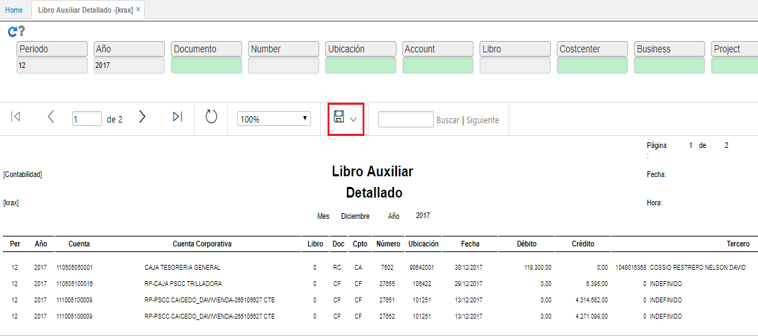 Home Libro Auxiliar Detallado -[krax] ×
Periodo Año Documento Number Ubicación Account Libro Costcenter Business Project
12 2017
1 de 2 100% Buscar | Siguiente
Página 1 de 2
:
[Contabilidad] Libro Auxiliar Fecha:
Detallado
[krax] Hora:
Mes Diciembre Año 2017
Per Año Cuenta Cuenta Corporativa Libro Doc Cpto Número Ubicación Fecha Débito Crédito Tercero
12 2017 110505050001 CAJA TESORERIA GENERAL 0 RC CA 7502 90642001 30/12/2017 119.300,00 0,00 1048016368 COSSIO RESTREPO NELSON DAVID
12 2017 110505100016 RP-CAJA PSCC TRILLADORA 0 CF CF 27655 106422 29/12/2017 0,00 6.395,00 0 INDEFINIDO
12 2017 111005100009 RP-PSCC CAICEDO_DAVIVIENDA-266105627 CTE 0 CF CF 27651 101251 13/12/2017 0,00 4.314.682,00 0 INDEFINIDO
12 2017 111005100009 RP-PSCC CAICEDO_DAVIVIENDA-266105627 CTE 0 CF CF 27652 101251 13/12/2017 0,00 4.271.099,00 0 INDEFINIDO